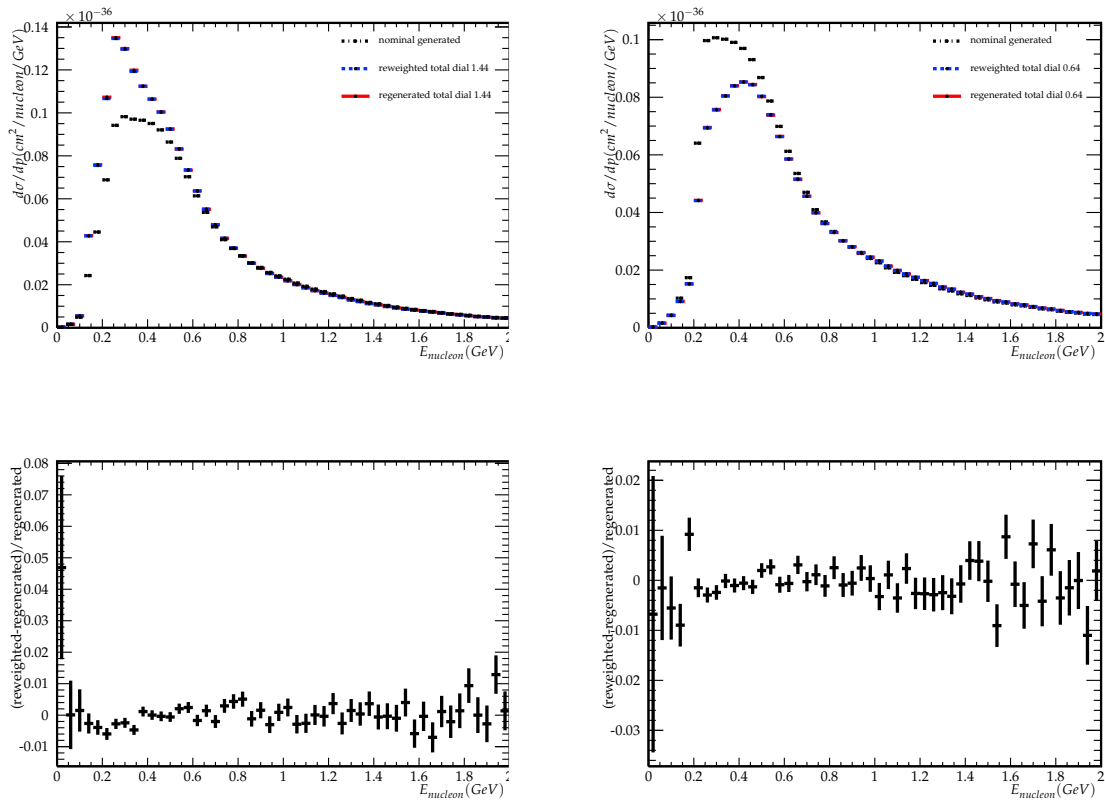 × 10⁻³⁶
0.14
0.12
0.1
0.08
0.06
0.04
0.02
0
dσ/dp(cm²/nucleon/GeV)
nominal generated
reweighted total dial 1.44
regenerated total dial 1.44
0 0.2 0.4 0.6 0.8 1 1.2 1.4 1.6 1.8 2
E_nucleon(GeV)
× 10⁻³⁶
0.1
0.08
0.06
0.04
0.02
0
dσ/dp(cm²/nucleon/GeV)
nominal generated
reweighted total dial 0.64
regenerated total dial 0.64
0 0.2 0.4 0.6 0.8 1 1.2 1.4 1.6 1.8 2
E_nucleon(GeV)
0.08
0.07
0.06
0.05
0.04
0.03
0.02
0.01
0
-0.01
(reweighted-regenerated)/regenerated
0 0.2 0.4 0.6 0.8 1 1.2 1.4 1.6 1.8 2
E_nucleon(GeV)
0.02
0.01
0
-0.01
-0.02
-0.03
(reweighted-regenerated)/regenerated
0 0.2 0.4 0.6 0.8 1 1.2 1.4 1.6 1.8 2
E_nucleon(GeV)